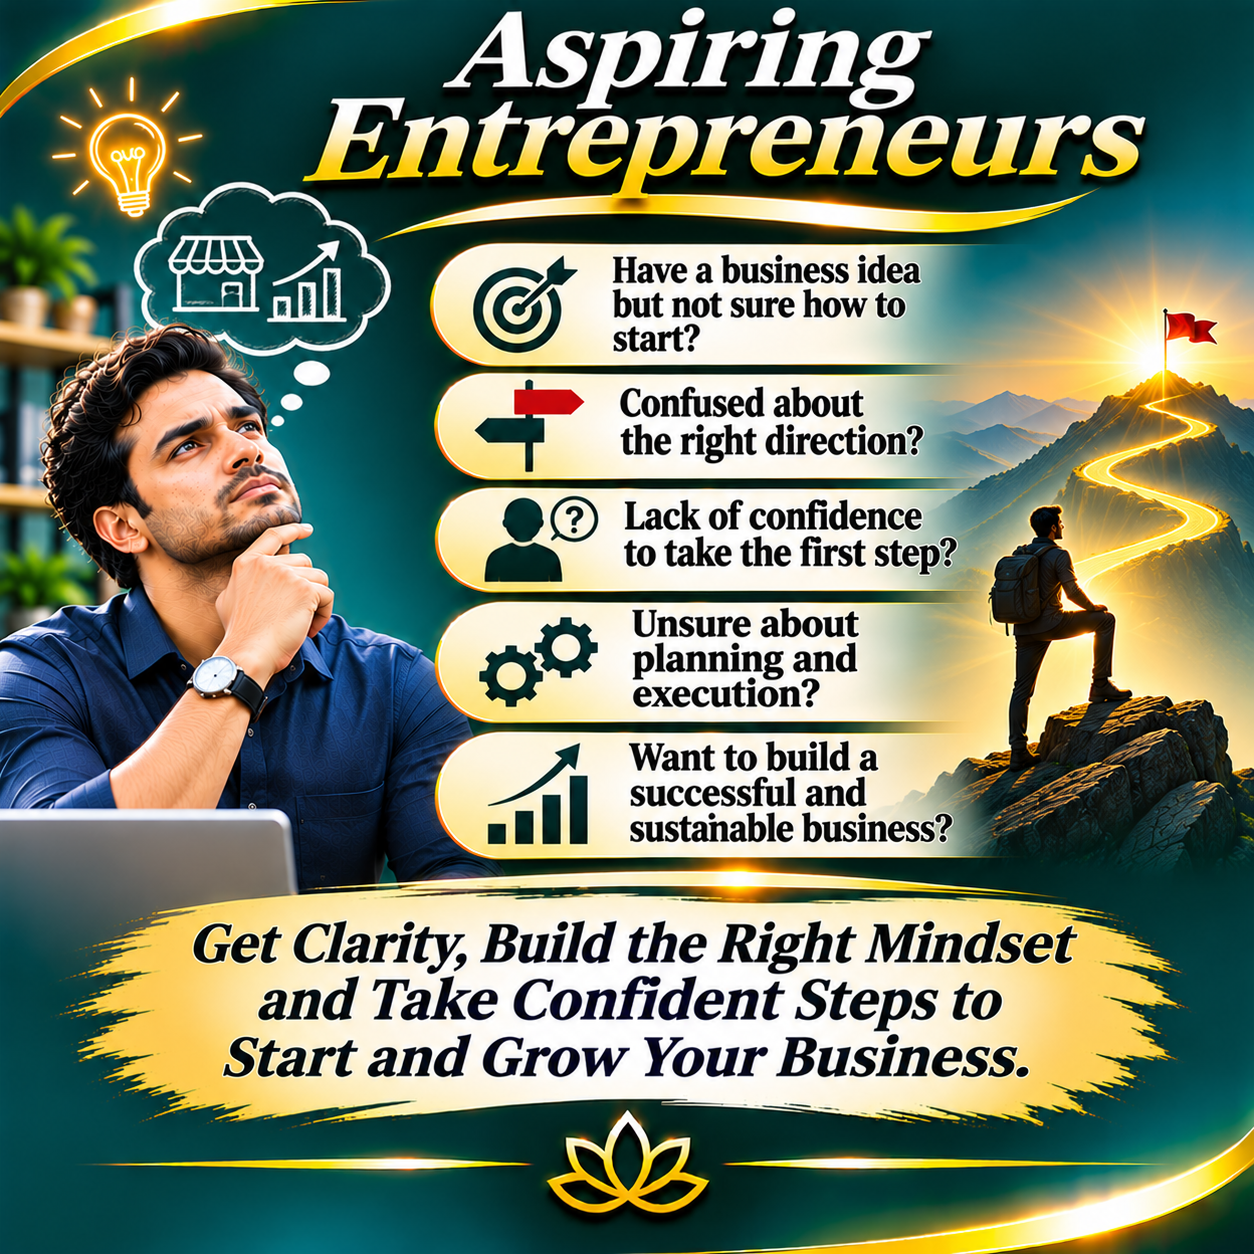 Aspiring
Entrepreneurs
Have a business idea
but not sure how to
start?
Confused about
the right direction?
?
Lack of confidence
to take the first step?
Unsure about
planning and
execution?
Want to build a
successful and
sustainable business?
Get Clarity, Build the Right Mindset
and Take Confident Steps to
Start and Grow Your Business.